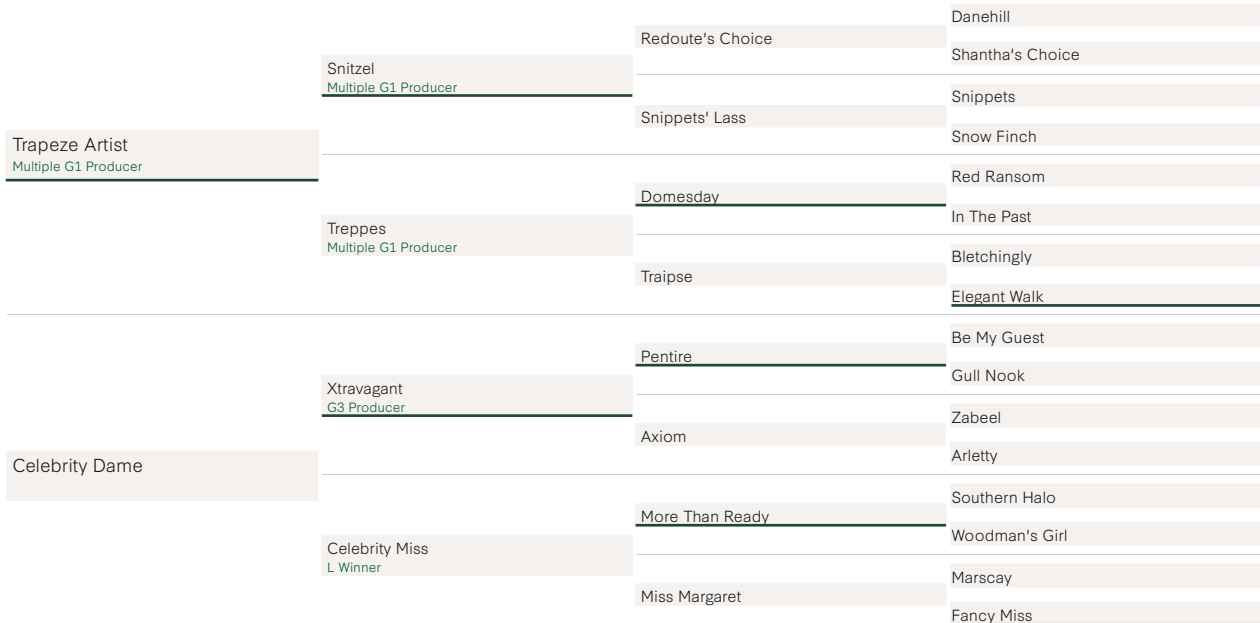 Danehill
Redoute's Choice
Shantha's Choice
Snitzel
Multiple G1 Producer
Snippets
Snippets' Lass
Snow Finch
Trapeze Artist
Multiple G1 Producer
Red Ransom
Domesday
In The Past
Treppes
Multiple G1 Producer
Bletchingly
Traipse
Elegant Walk
Be My Guest
Pentire
Gull Nook
Xtravagant
G3 Producer
Zabeel
Axiom
Arletty
Celebrity Dame
Southern Halo
More Than Ready
Woodman's Girl
Celebrity Miss
L Winner
Marscay
Miss Margaret
Fancy Miss